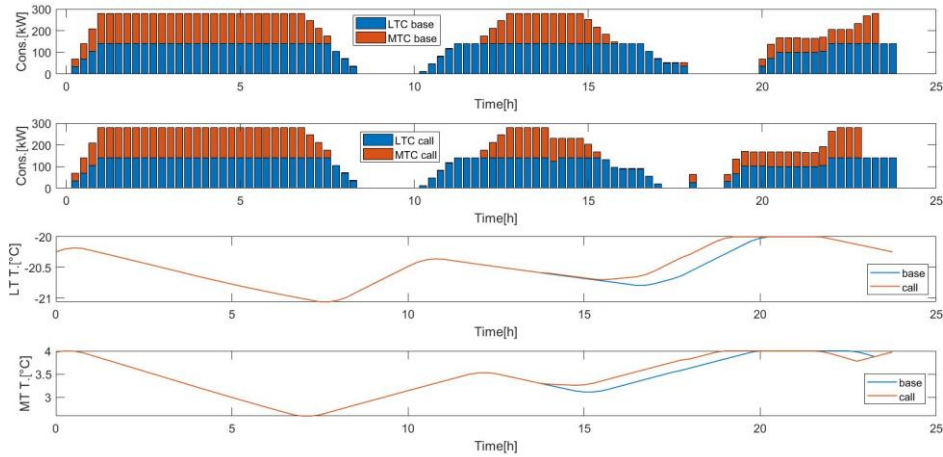 300
200
100
0
Cons.[kW]
LTC base
MTC base
0 5 10 15 20 25
Time[h]
300
200
100
0
Cons.[kW]
LTC call
MTC call
0 5 10 15 20 25
Time[h]
-20
-20.5
-21
LT T.[°C]
base
call
0 5 10 15 20 25
Time[h]
4
3.5
3
MT T.[°C]
base
call
0 5 10 15 20 25
Time[h]